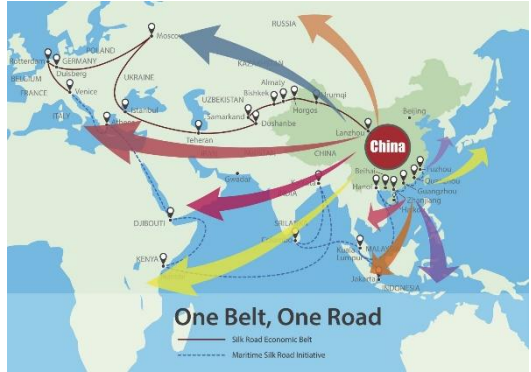 RUSSIA
POLAND
Moscow
Rotterdam
GERMANY
Duisberg
BELGIUM
UKRAINE
FRANCE
Venice
Almaty
Bishkek
Urumqi
ITALY
Istanbul
UZBEKISTAN
Horgos
Beijing
Samarkand
Athens
Dushanbe
Lanzhou
Teheran
China
CHINA
Fuzhou
Beihai
Gwadar
Hanoi
Guangzhou
Zhanjiang
DJIBOUTI
Kuala
Lumpur
KENYA
Jakarta
INDONESIA
One Belt, One Road
Silk Road Economic Belt
Maritime Silk Road Initiative